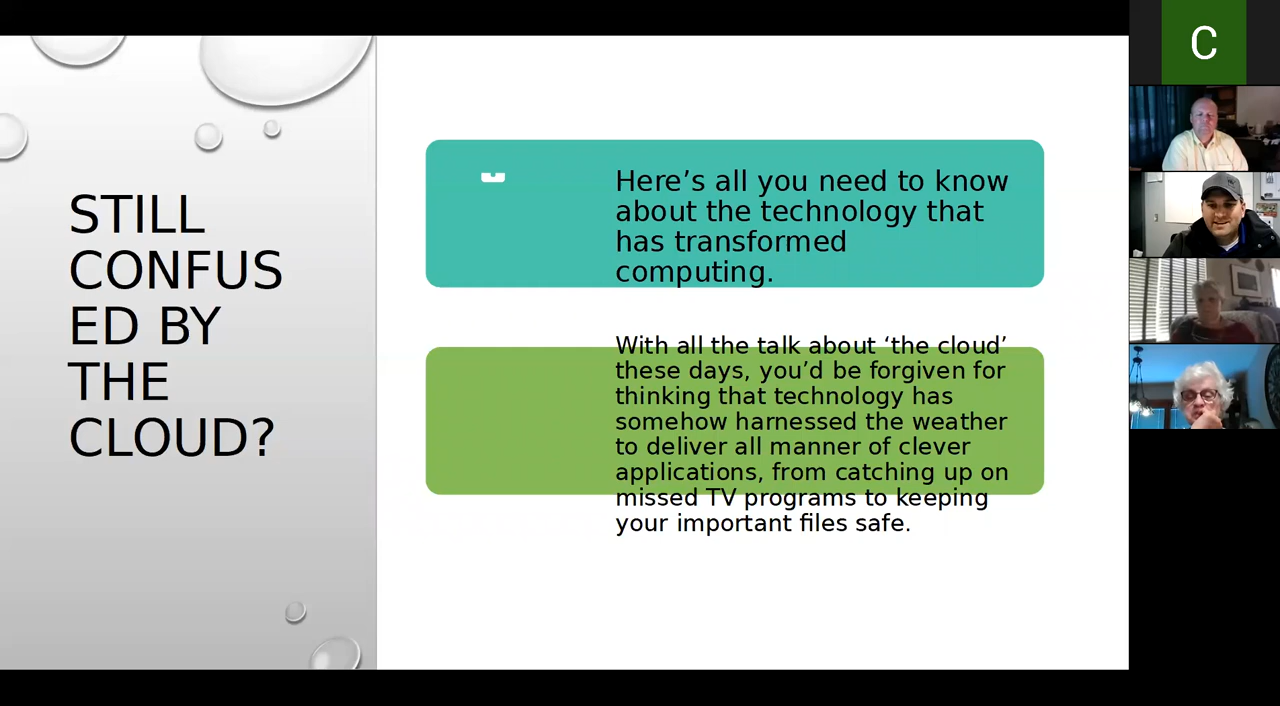 STILL
CONFUS
ED BY
THE
CLOUD?
Here’s all you need to know
about the technology that
has transformed
computing.
With all the talk about ‘the cloud’
these days, you’d be forgiven for
thinking that technology has
somehow harnessed the weather
to deliver all manner of clever
applications, from catching up on
missed TV programs to keeping
your important files safe.
C